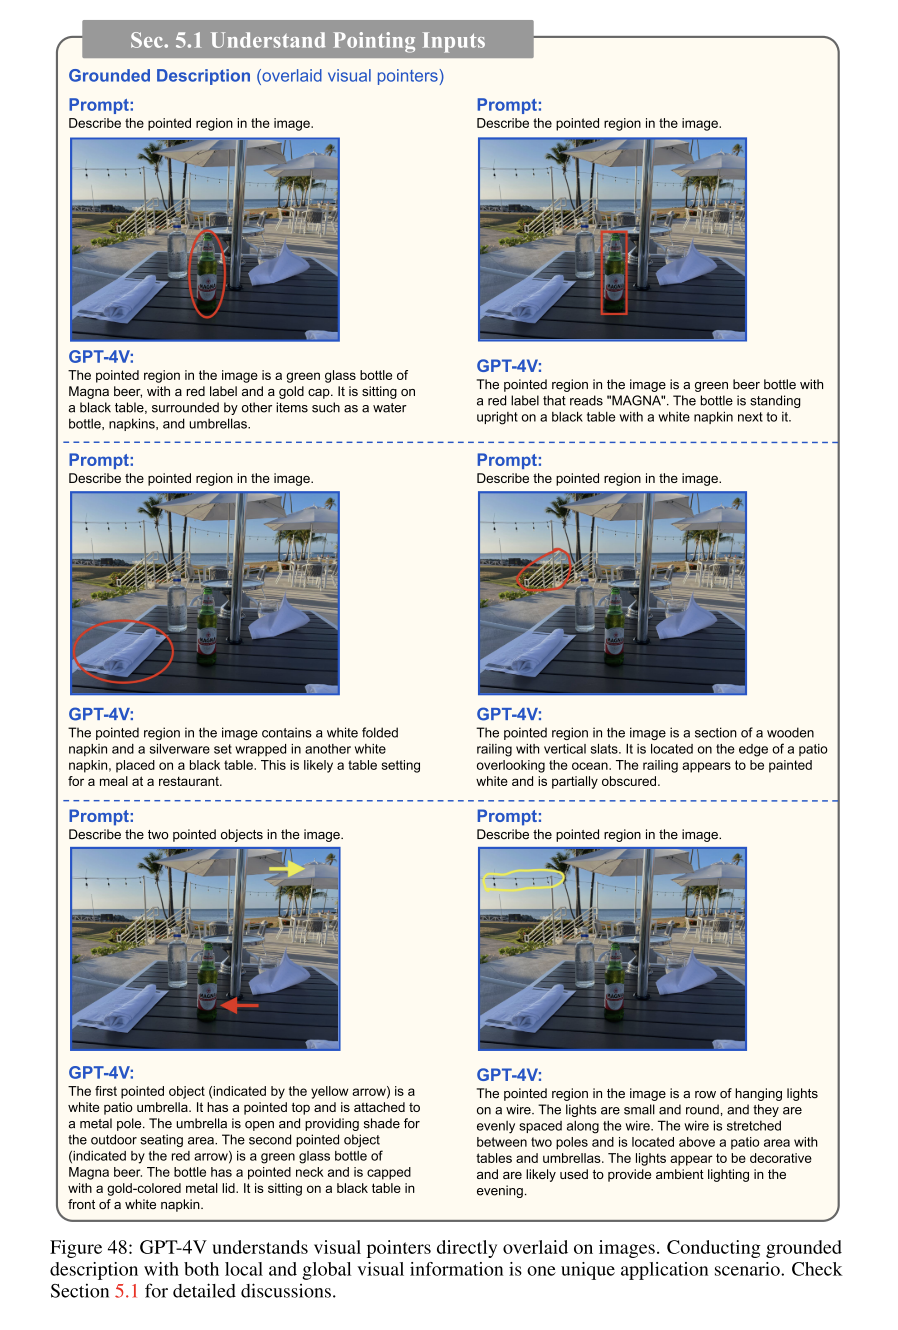 Sec. 5.1 Understand Pointing Inputs
Grounded Description (overlaid visual pointers)
Prompt:
Describe the pointed region in the image.
MAGNA
GPT-4V:
The pointed region in the image is a green glass bottle of
Magna beer, with a red label and a gold cap. It is sitting on
a black table, surrounded by other items such as a water
bottle, napkins, and umbrellas.
Prompt:
Describe the pointed region in the image.
MAGNA
GPT-4V:
The pointed region in the image is a green beer bottle with
a red label that reads "MAGNA". The bottle is standing
upright on a black table with a white napkin next to it.
Prompt:
Describe the pointed region in the image.
MAGNA
GPT-4V:
The pointed region in the image contains a white folded
napkin and a silverware set wrapped in another white
napkin, placed on a black table. This is likely a table setting
for a meal at a restaurant.
Prompt:
Describe the pointed region in the image.
MAGNA
GPT-4V:
The pointed region in the image is a section of a wooden
railing with vertical slats. It is located on the edge of a patio
overlooking the ocean. The railing appears to be painted
white and is partially obscured.
Prompt:
Describe the two pointed objects in the image.
MAGNA
GPT-4V:
The first pointed object (indicated by the yellow arrow) is a
white patio umbrella. It has a pointed top and is attached to
a metal pole. The umbrella is open and providing shade for
the outdoor seating area. The second pointed object
(indicated by the red arrow) is a green glass bottle of
Magna beer. The bottle has a pointed neck and is capped
with a gold-colored metal lid. It is sitting on a black table in
front of a white napkin.
Prompt:
Describe the pointed region in the image.
MAGNA
GPT-4V:
The pointed region in the image is a row of hanging lights
on a wire. The lights are small and round, and they are
evenly spaced along the wire. The wire is stretched
between two poles and is located above a patio area with
tables and umbrellas. The lights appear to be decorative
and are likely used to provide ambient lighting in the
evening.
Figure 48: GPT-4V understands visual pointers directly overlaid on images. Conducting grounded
description with both local and global visual information is one unique application scenario. Check
Section 5.1 for detailed discussions.